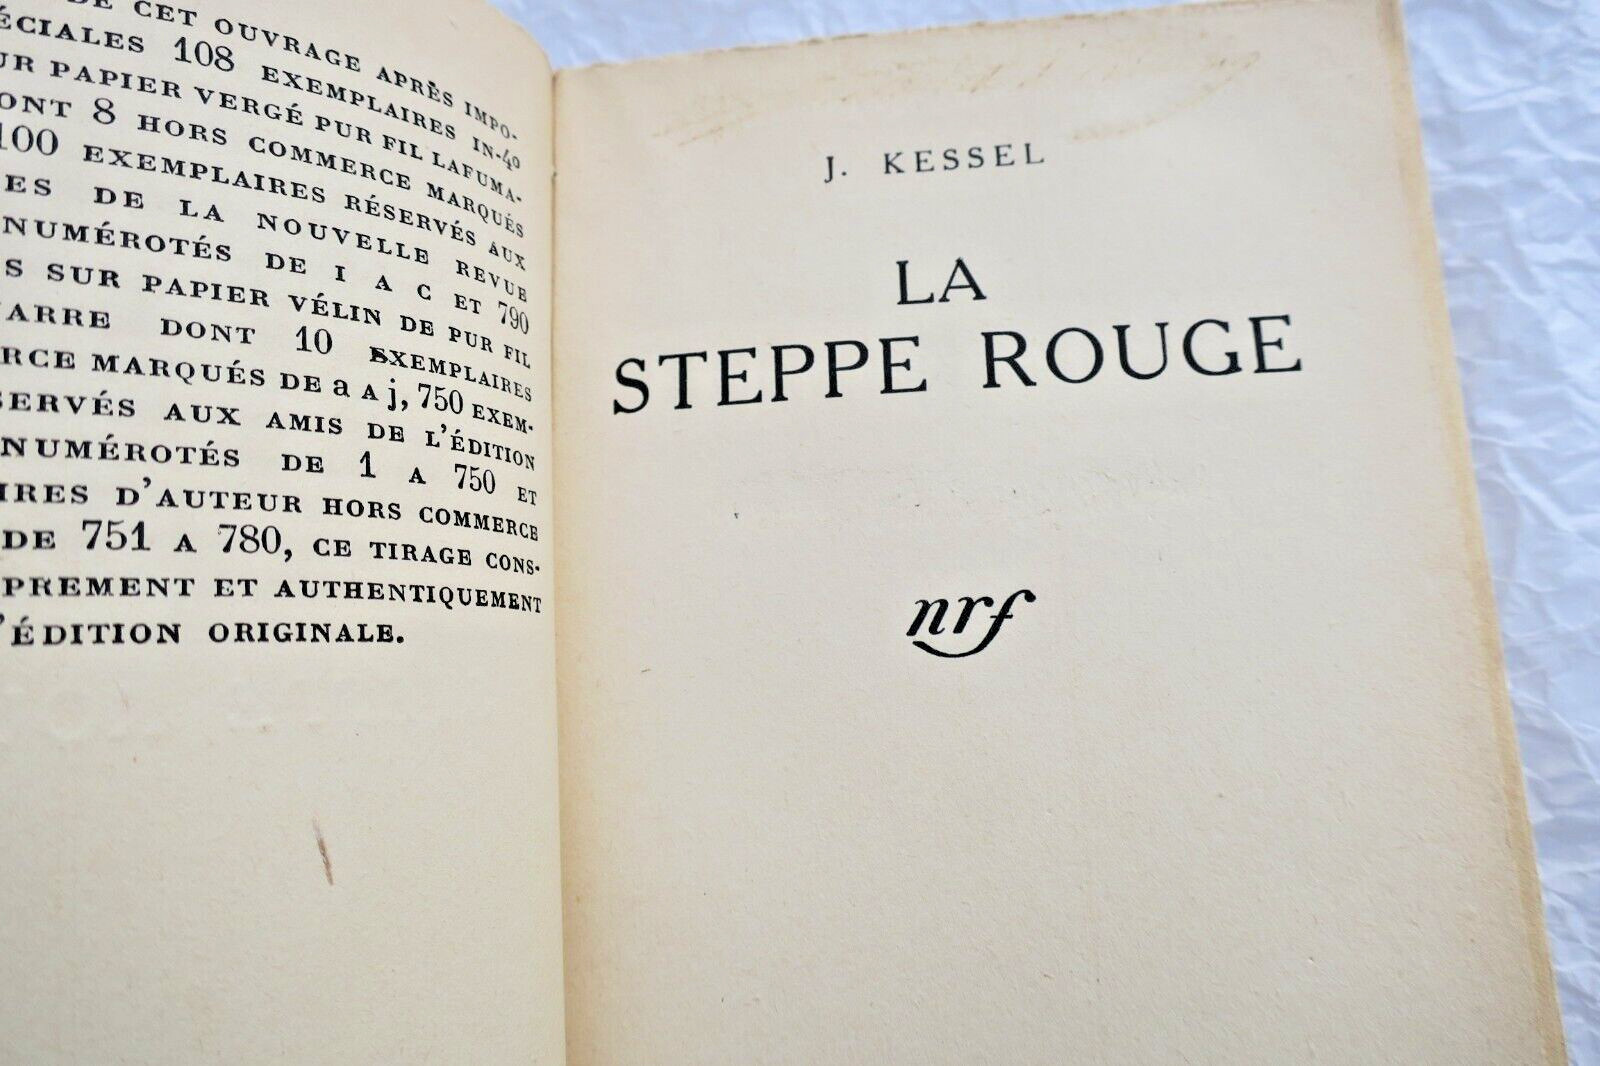 DE CET OUVRAGE APRÈS IMPO-
ÉCIALES 108 EXEMPLAIRES IN-4o
UR PAPIER VERGÉ PUR FIL LAFUMA-
ONT 8 HORS COMMERCE MARQUÉS
100 EXEMPLAIRES RÉSERVÉS AUX
ES DE LA NOUVELLE REVUE
NUMÉROTÉS DE I A C ET 790
S SUR PAPIER VÉLIN DE PUR FIL
ARRE DONT 10 EXEMPLAIRES
RCE MARQUÉS DE a A j, 750 EXEM-
SERVÉS AUX AMIS DE L'ÉDITION
NUMÉROTÉS DE 1 A 750 ET
IRES D'AUTEUR HORS COMMERCE
DE 751 A 780, CE TIRAGE CONS-
PREMENT ET AUTHENTIQUEMENT
'ÉDITION ORIGINALE.
J. KESSEL
LA
STEPPE ROUGE
nrf